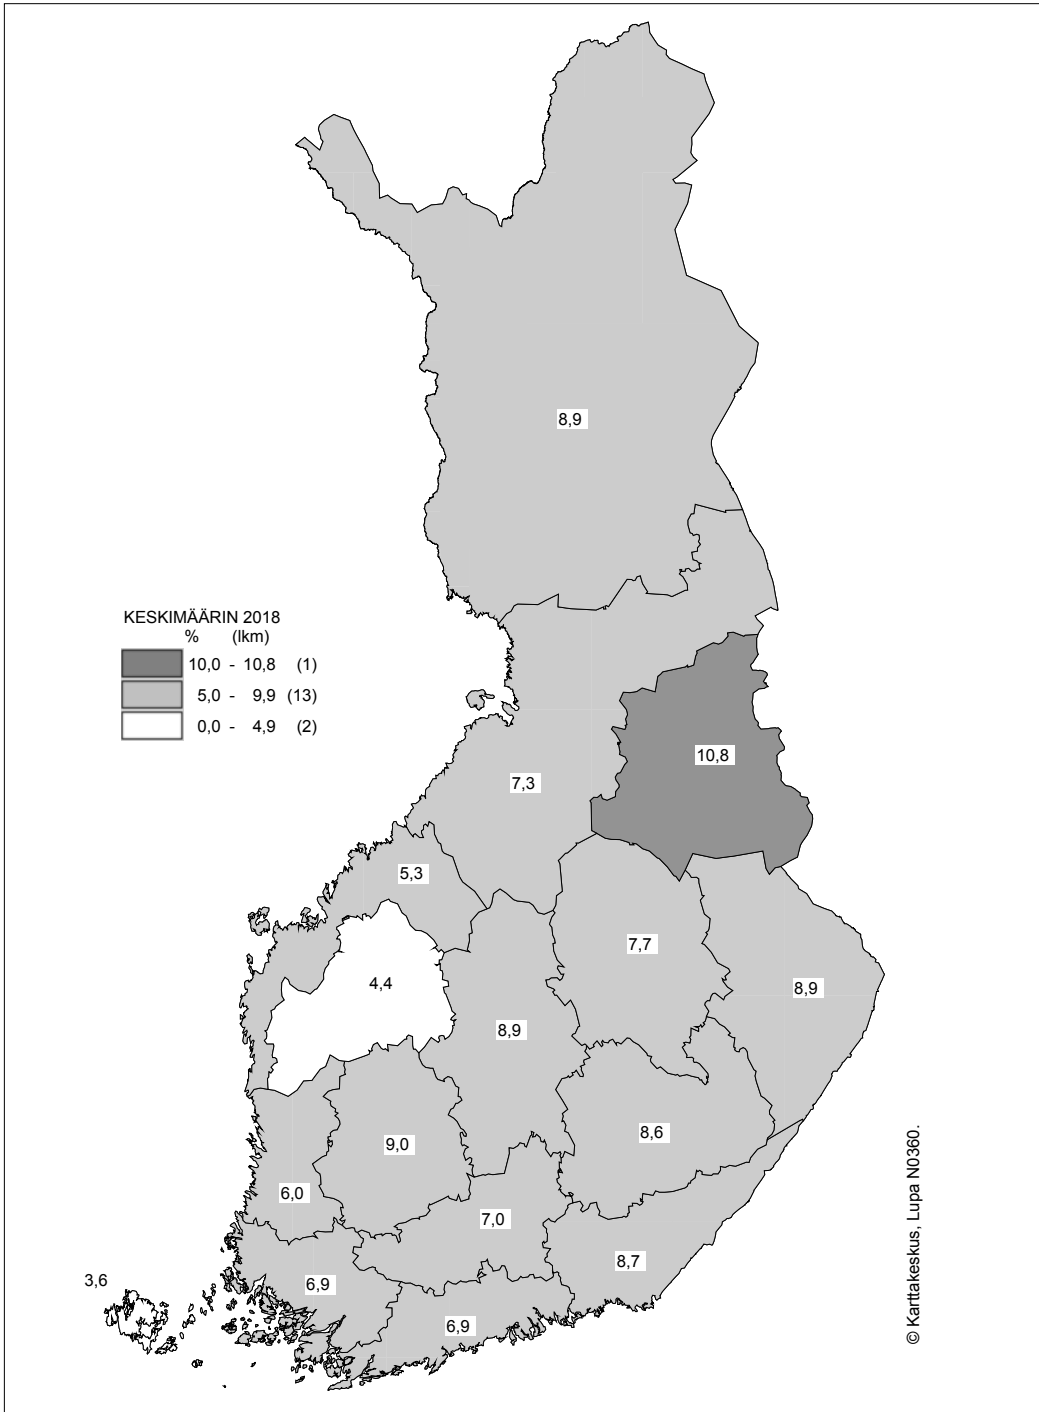 8,9
KESKIMÄÄRIN 2018
% (lkm)
10,0 - 10,8 (1)
5,0 - 9,9 (13)
0,0 - 4,9 (2)
10,8
7,3
5,3
7,7
4,4
8,9
8,9
8,6
9,0
6,0
7,0
8,7
3,6
6,9
6,9
© Karttakeskus, Lupa N0360.